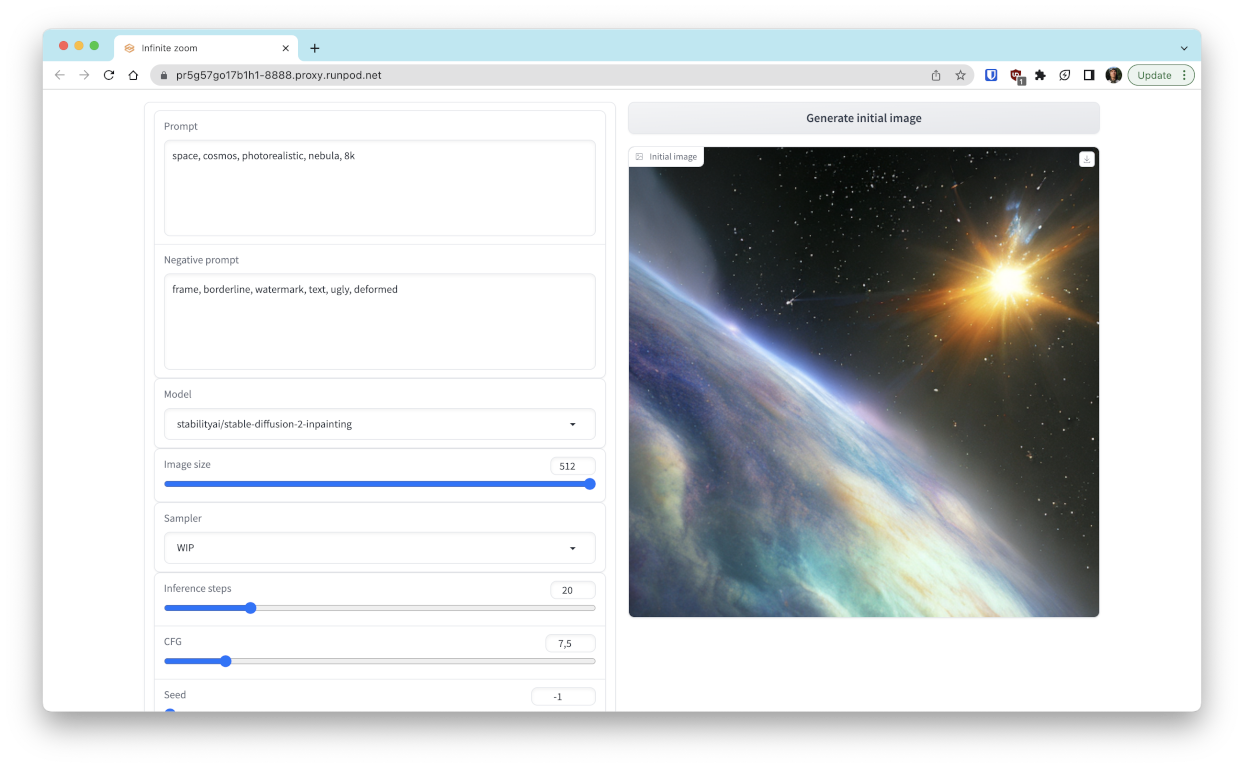 Infinite zoom
pr5g57go17b1h1-8888.proxy.runpod.net
1
Update
Prompt
space, cosmos, photorealistic, nebula, 8k
Negative prompt
frame, borderline, watermark, text, ugly, deformed
Model
stabilityai/stable-diffusion-2-inpainting
Image size
512
Sampler
WIP
Inference steps
20
CFG
7,5
Seed
-1
Generate initial image
Initial image